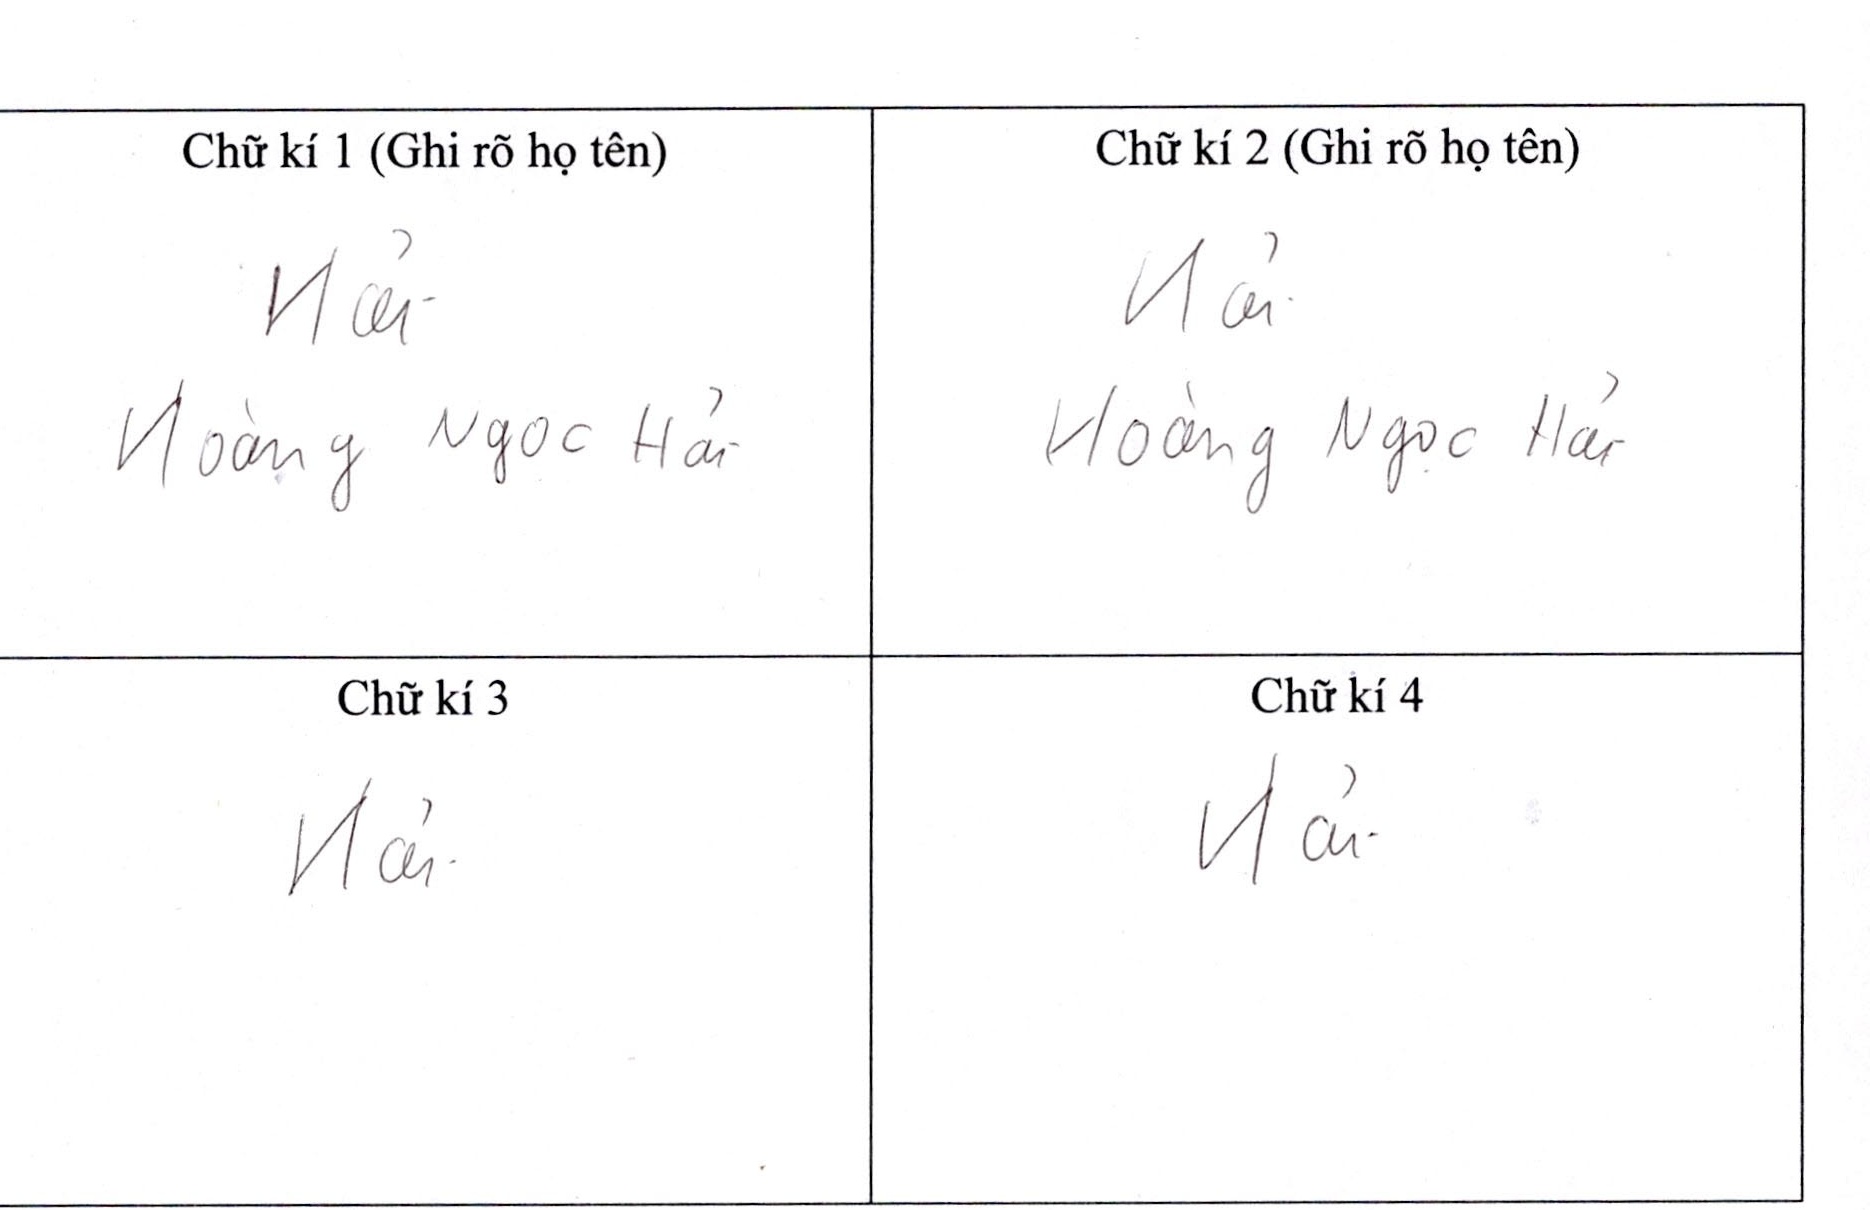 Chữ kí 1 (Ghi rõ họ tên)
Hải
Hoàng Ngọc Hải
Chữ kí 2 (Ghi rõ họ tên)
Hải
Hoàng Ngọc Hải
Chữ kí 3
Hải
Chữ kí 4
Hải